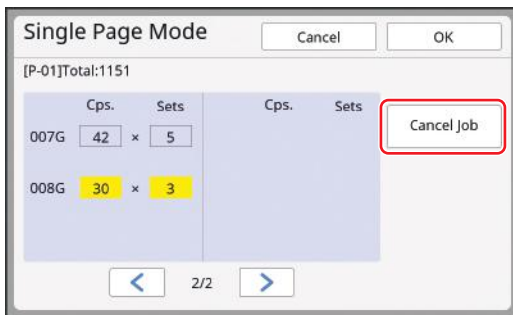 Single Page Mode Cancel OK
[P-01]Total:1151
Cps. Sets Cps. Sets
007G 42 × 5
Cancel Job
008G 30 × 3
< 2/2 >